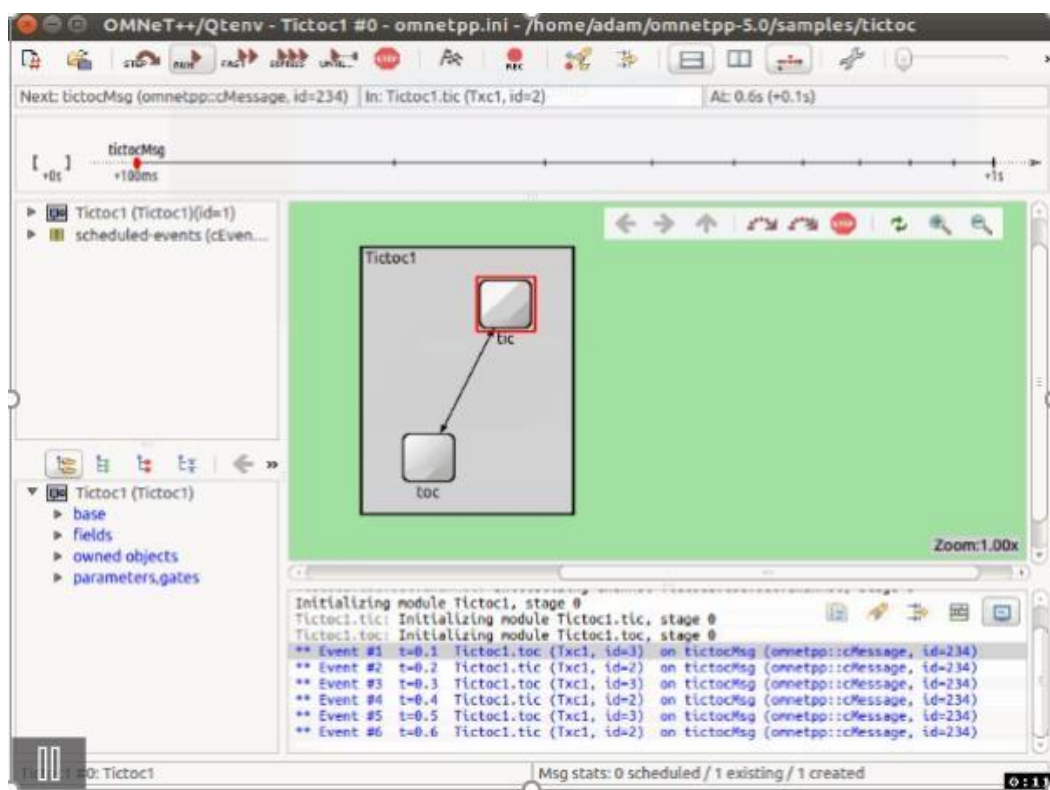 OMNeT++/Qtenv - Tictoc1 #0 - omnetpp.ini - /home/adam/omnetpp-5.0/samples/tictoc
STEP RUN FAST EXPRESS UNTIL... STOP REC
Next: tictocMsg (omnetpp::cMessage, id=234) In: Tictoc1.tic (Txc1, id=2) At: 0.6s (+0.1s)
tictocMsg
[ ]
+0s +100ms +1s
Tictoc1 (Tictoc1)(id=1)
scheduled-events (cEven...
STOP
Tictoc1
tic
toc
Zoom:1.00x
Tictoc1 (Tictoc1)
base
fields
owned objects
parameters,gates
Initializing module Tictoc1, stage 0
Tictoc1.tic: Initializing module Tictoc1.tic, stage 0
Tictoc1.toc: Initializing module Tictoc1.toc, stage 0
** Event #1 t=0.1 Tictoc1.toc (Txc1, id=3) on tictocMsg (omnetpp::cMessage, id=234)
** Event #2 t=0.2 Tictoc1.tic (Txc1, id=2) on tictocMsg (omnetpp::cMessage, id=234)
** Event #3 t=0.3 Tictoc1.toc (Txc1, id=3) on tictocMsg (omnetpp::cMessage, id=234)
** Event #4 t=0.4 Tictoc1.tic (Txc1, id=2) on tictocMsg (omnetpp::cMessage, id=234)
** Event #5 t=0.5 Tictoc1.toc (Txc1, id=3) on tictocMsg (omnetpp::cMessage, id=234)
** Event #6 t=0.6 Tictoc1.tic (Txc1, id=2) on tictocMsg (omnetpp::cMessage, id=234)
#0: Tictoc1
Msg stats: 0 scheduled / 1 existing / 1 created
0:11